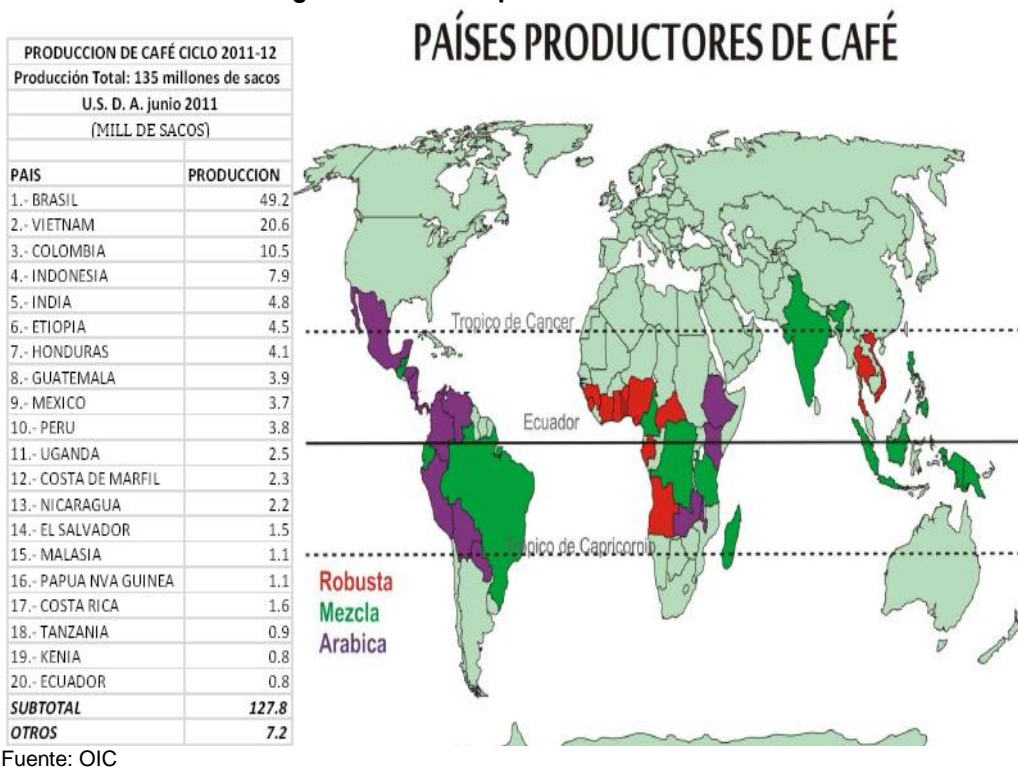 PAÍSES PRODUCTORES DE CAFÉ
PRODUCCION DE CAFÉ CICLO 2011-12
Producción Total: 135 millones de sacos
U.S. D. A. junio 2011
(MILL DE SACOS)
PAIS PRODUCCION
1.- BRASIL 49.2
2.- VIETNAM 20.6
3.- COLOMBIA 10.5
4.- INDONESIA 7.9
5.- INDIA 4.8
6.- ETIOPIA 4.5
7.- HONDURAS 4.1
8.- GUATEMALA 3.9
9.- MEXICO 3.7
10.- PERU 3.8
11.- UGANDA 2.5
12.- COSTA DE MARFIL 2.3
13.- NICARAGUA 2.2
14.- EL SALVADOR 1.5
15.- MALASIA 1.1
16.- PAPUA NVA GUINEA 1.1
17.- COSTA RICA 1.6
18.- TANZANIA 0.9
19.- KENIA 0.8
20.- ECUADOR 0.8
SUBTOTAL 127.8
OTROS 7.2
Tropico de Cancer
Ecuador
Tropico de Capricornio
Robusta
Mezcla
Arabica
Fuente: OIC